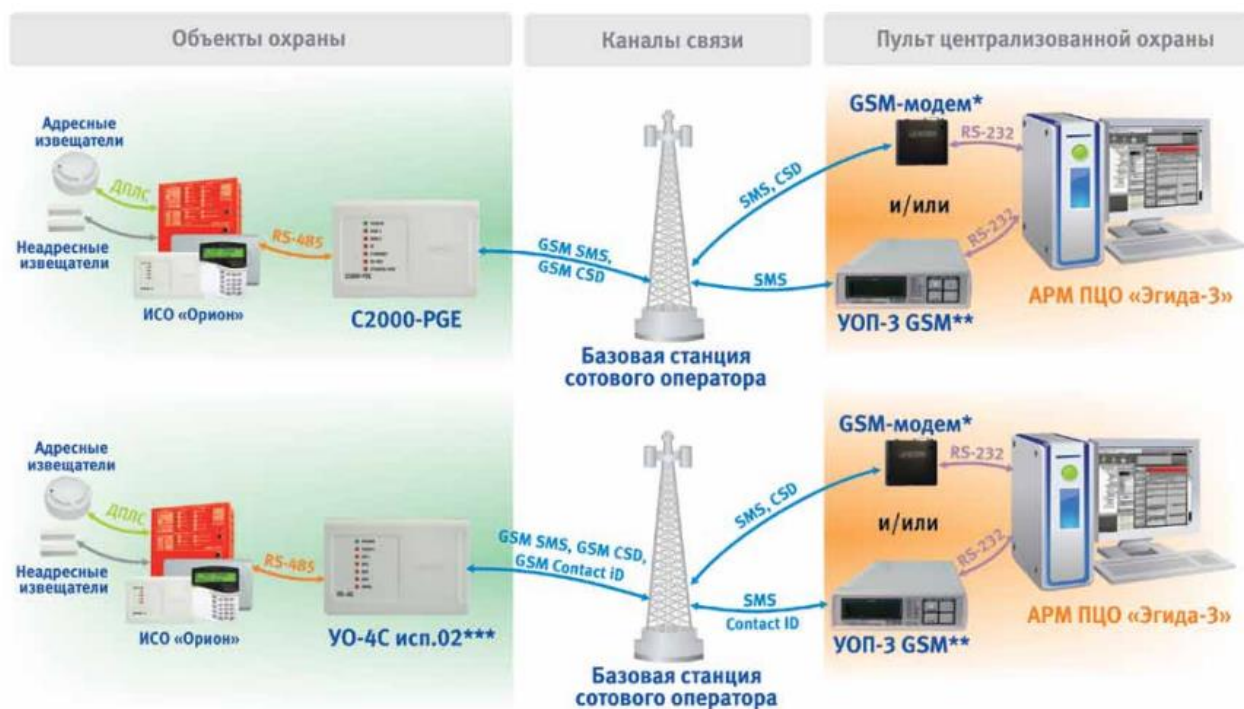 Объекты охраны
Каналы связи
Пульт централизованной охраны
Адресные
извещатели
ДПЛС
Неадресные
извещатели
ИСО «Орион»
RS-485
С2000-PGE
С2000-PGE
GSM SMS,
GSM CSD
Базовая станция
сотового оператора
SMS, CSD
SMS
GSM-модем*
RS-232
и/или
RS-232
УОП-3 GSM**
АРМ ПЦО «Эгида-3»
Адресные
извещатели
ДПЛС
Неадресные
извещатели
ИСО «Орион»
RS-485
УО-4С исп.02***
GSM SMS, GSM CSD,
GSM Contact iD
Базовая станция
сотового оператора
SMS, CSD
SMS
Contact ID
GSM-модем*
RS-232
и/или
RS-232
УОП-3 GSM**
АРМ ПЦО «Эгида-3»